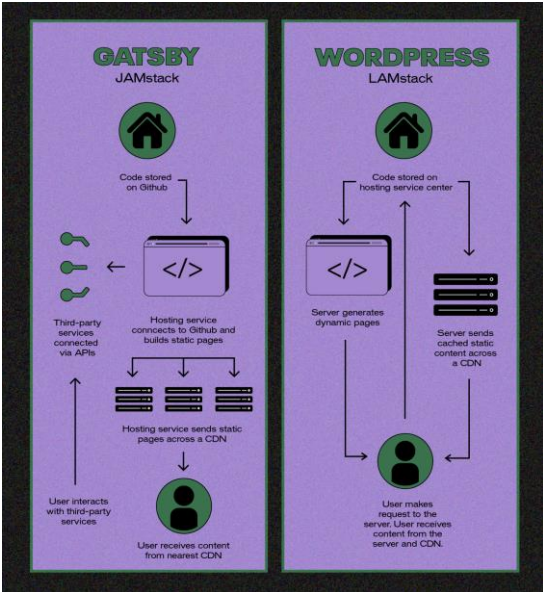 GATSBY
JAMstack
Code stored
on Github
</>
Third-party
services
connected
via APIs
Hosting service
conncects to Github and
builds static pages
Hosting service sends static
pages across a CDN
User interacts
with third-party
services
User receives content
from nearest CDN
WORDPRESS
LAMstack
Code stored on
hosting service center
</>
Server generates
dynamic pages
Server sends
cached static
content across
a CDN
User makes
request to the
server. User receives
content from the
server and CDN.